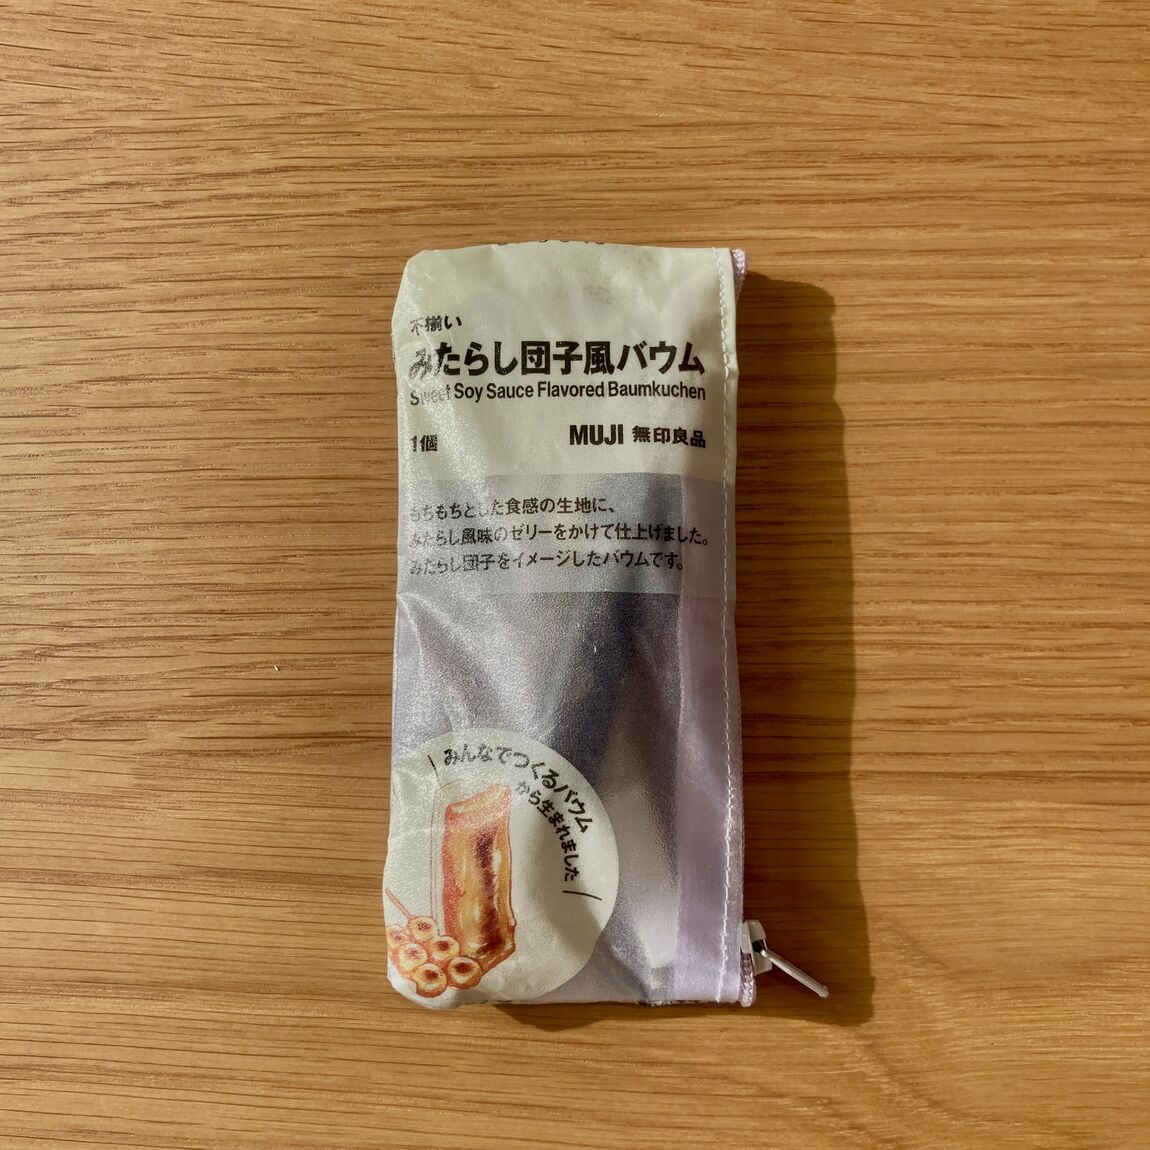 不揃い
みたらし団子風バウム
Sweet Soy Sauce Flavored Baumkuchen
1個
MUJI 無印良品
もちもちとした食感の生地に、
みたらし風味のゼリーをかけて仕上げました。
みたらし団子をイメージしたバウムです。
みんなでつくるバウム
から生まれました